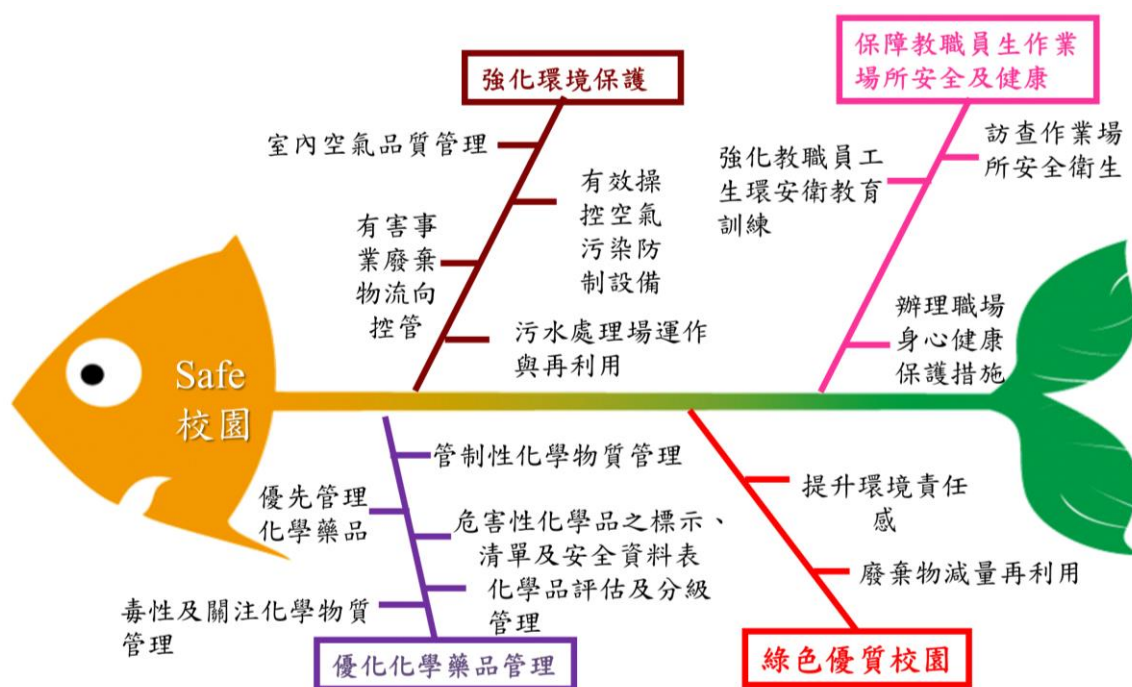 強化環境保護
室內空氣品質管理
有效操
控空氣
污染防
制設備
有害事
業廢棄
物流向
控管
污水處理場運作
與再利用
保障教職員生作業
場所安全及健康
訪查作業場
所安全衛生
強化教職員工
生環安衛教育
訓練
辦理職場
身心健康
保護措施
Safe
校園
管制性化學物質管理
優先管理
化學藥品
危害性化學品之標示、
清單及安全資料表
化學品評估及分級
管理
毒性及關注化學物質
管理
優化化學藥品管理
提升環境責任
感
廢棄物減量再利用
綠色優質校園